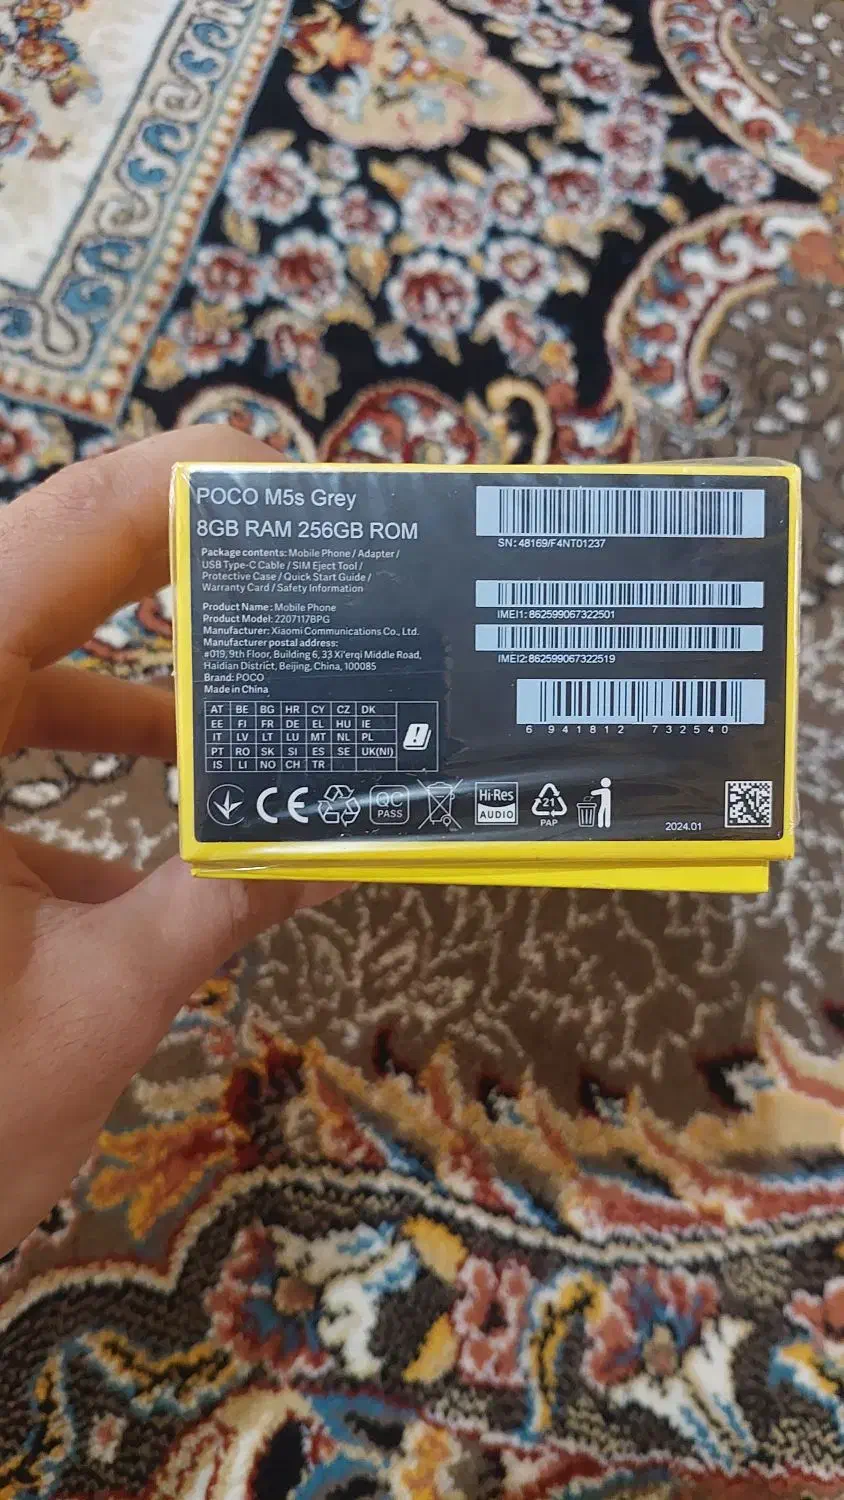 POCO M5s Grey
8GB RAM 256GB ROM
Package contents: Mobile Phone / Adapter /
USB Type-C Cable / SIM Eject Tool /
Protective Case / Quick Start Guide /
Warranty Card / Safety Information
Product Name: Mobile Phone
Product Model: 2207117BPG
Manufacturer: Xiaomi Communications Co., Ltd.
Manufacturer postal address:
#019, 9th Floor, Building 6, 33 Xi'erqi Middle Road,
Haidian District, Beijing, China, 100085
Brand: POCO
Made in China
AT BE BG HR CY CZ DK
EE FI FR DE EL HU IE
IT LV LT LU MT NL PL
PT RO SK SI ES SE UK(NI)
IS LI NO CH TR
SN: 48169/F4NT01237
IMEI1: 862599067322501
IMEI2: 862599067322519
6 941812 732540
CE
QC
PASS
Hi-Res
AUDIO
21
PAP
2024.01